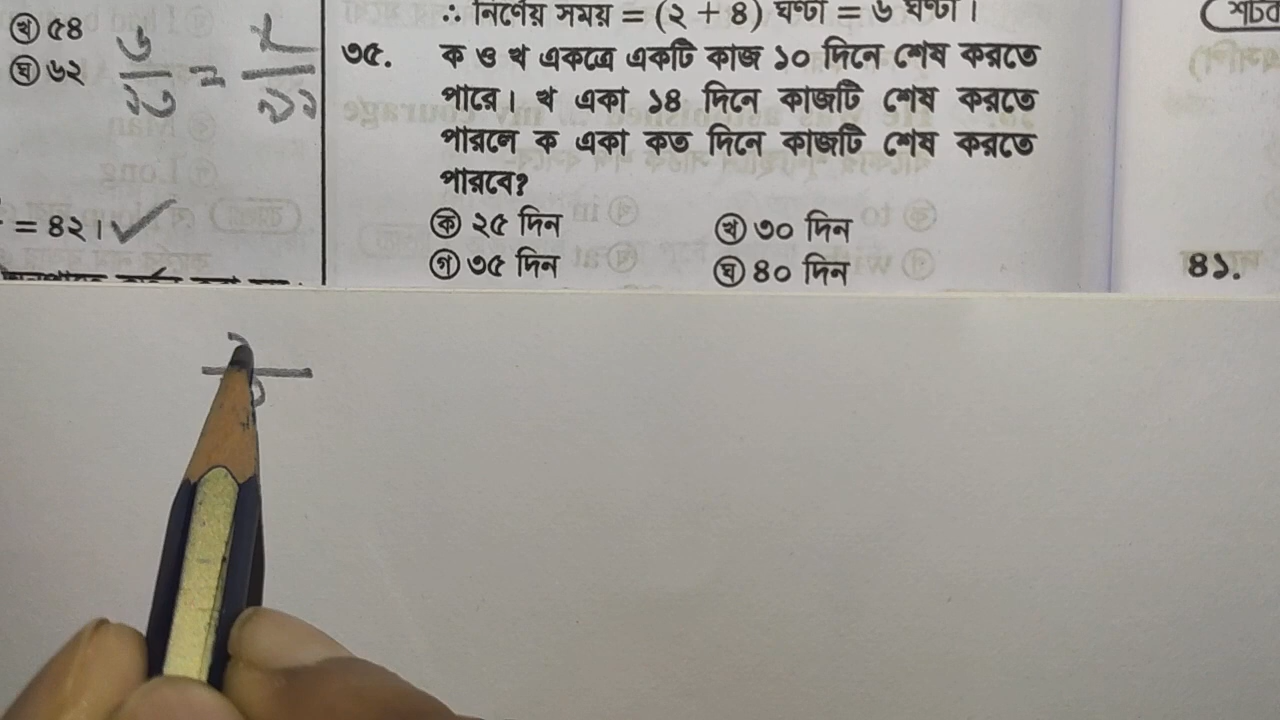 খ ৫৪
ঘ ৬২
= ৪২।
∴ নির্ণেয় সময় = (২ + ৪) ঘণ্টা = ৬ ঘণ্টা।
৩৫. ক ও খ একত্রে একটি কাজ ১০ দিনে শেষ করতে
পারে। খ একা ১৪ দিনে কাজটি শেষ করতে
পারলে ক একা কত দিনে কাজটি শেষ করতে
পারবে?
ক ২৫ দিন খ ৩০ দিন
গ ৩৫ দিন ঘ ৪০ দিন
৪১.